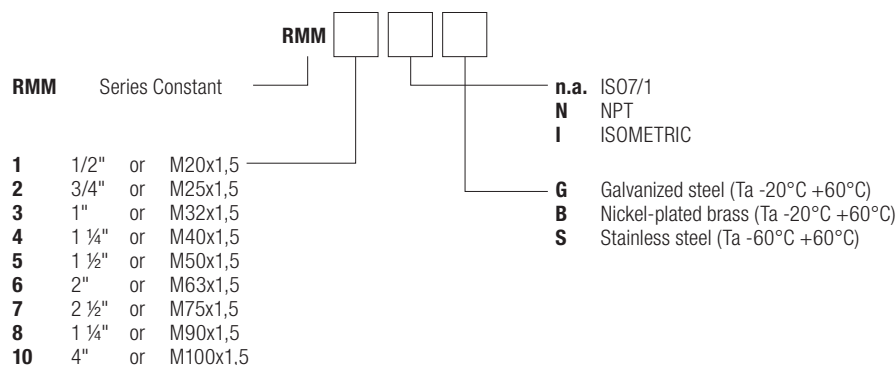 RMM
RMM Series Constant
n.a. ISO7/1
N NPT
I ISOMETRIC
1 1/2" or M20x1,5
2 3/4" or M25x1,5
3 1" or M32x1,5
4 1 ¼" or M40x1,5
5 1 ½" or M50x1,5
6 2" or M63x1,5
7 2 ½" or M75x1,5
8 1 ¼" or M90x1,5
10 4" or M100x1,5
G Galvanized steel (Ta -20°C +60°C)
B Nickel-plated brass (Ta -20°C +60°C)
S Stainless steel (Ta -60°C +60°C)